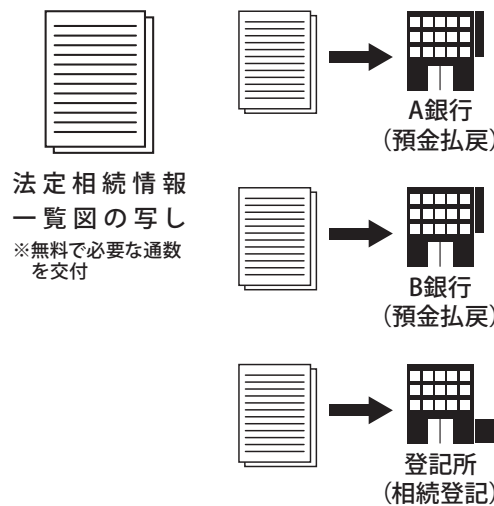 法定相続情報
一覧図の写し
※無料で必要な通数
を交付
A銀行
(預金払戻)
B銀行
(預金払戻)
登記所
(相続登記)